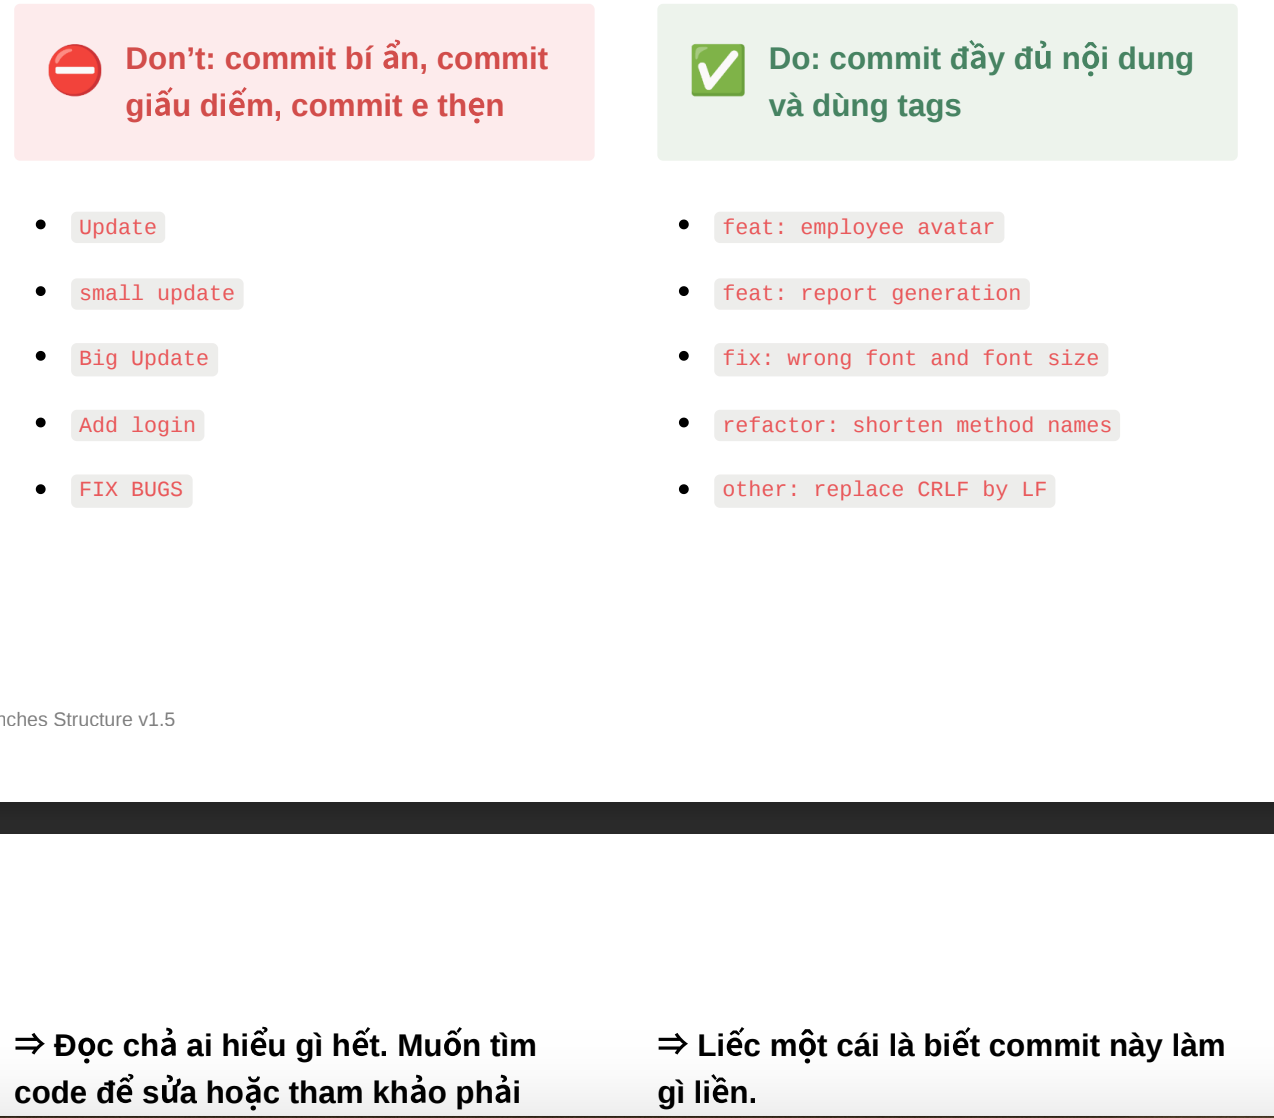 Don’t: commit bí ẩn, commit
giấu diếm, commit e thẹn
Update
small update
Big Update
Add login
FIX BUGS
Do: commit đầy đủ nội dung
và dùng tags
feat: employee avatar
feat: report generation
fix: wrong font and font size
refactor: shorten method names
other: replace CRLF by LF
nches Structure v1.5
⇒ Đọc chả ai hiểu gì hết. Muốn tìm
code để sửa hoặc tham khảo phải
⇒ Liếc một cái là biết commit này làm
gì liền.